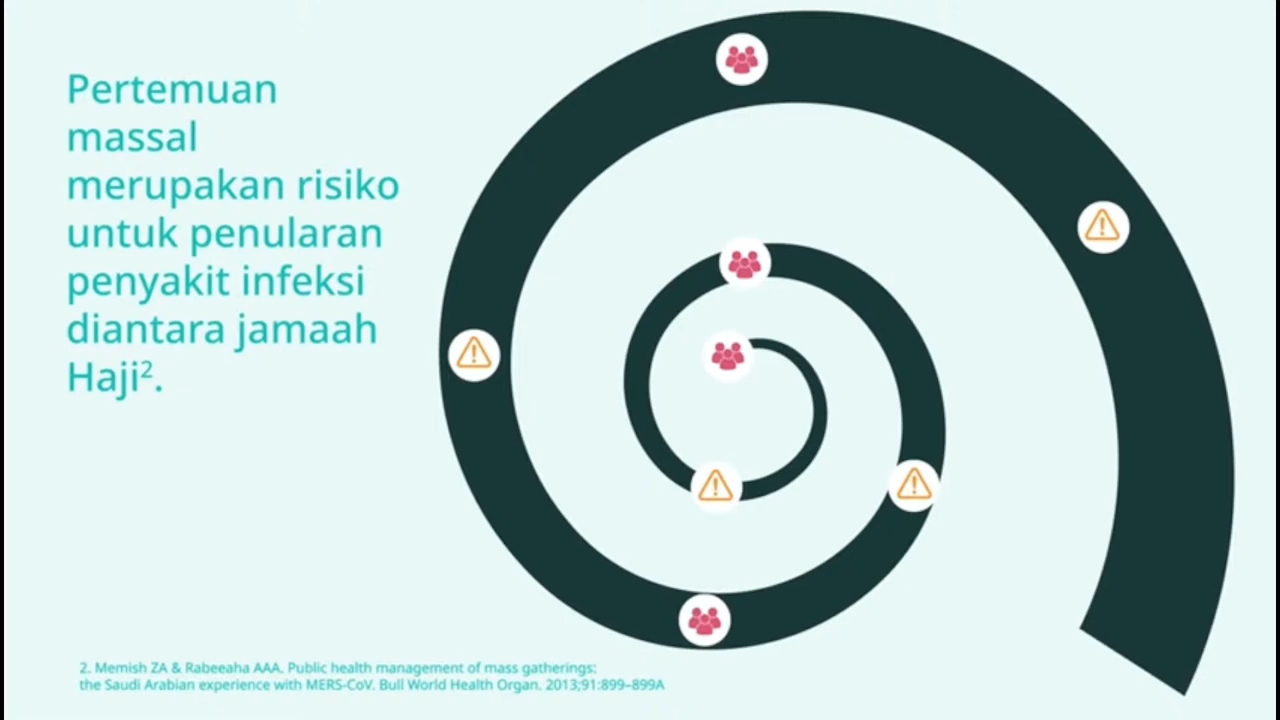 Pertemuan
massal
merupakan risiko
untuk penularan
penyakit infeksi
diantara jamaah
Haji².
2. Memish ZA & Rabeeaha AAA. Public health management of mass gatherings:
the Saudi Arabian experience with MERS-CoV. Bull World Health Organ. 2013;91:899–899A